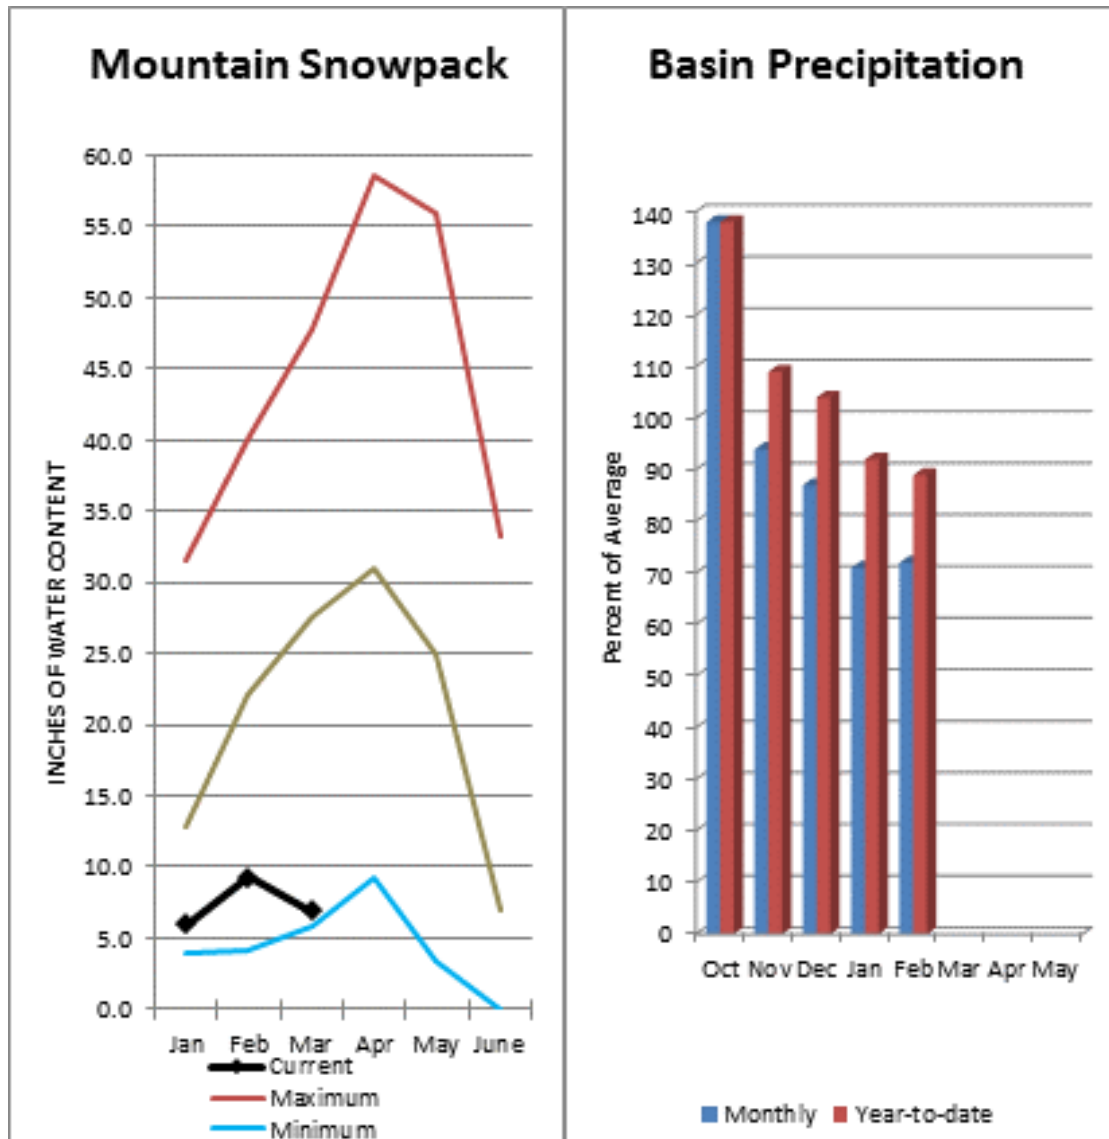 Mountain Snowpack
INCHES OF WATER CONTENT
60.0
55.0
50.0
45.0
40.0
35.0
30.0
25.0
20.0
15.0
10.0
5.0
0.0
Jan Feb Mar Apr May June
Current
Maximum
Minimum
Basin Precipitation
Percent of Average
140
130
120
110
100
90
80
70
60
50
40
30
20
10
0
Oct Nov Dec Jan Feb Mar Apr May
Monthly Year-to-date